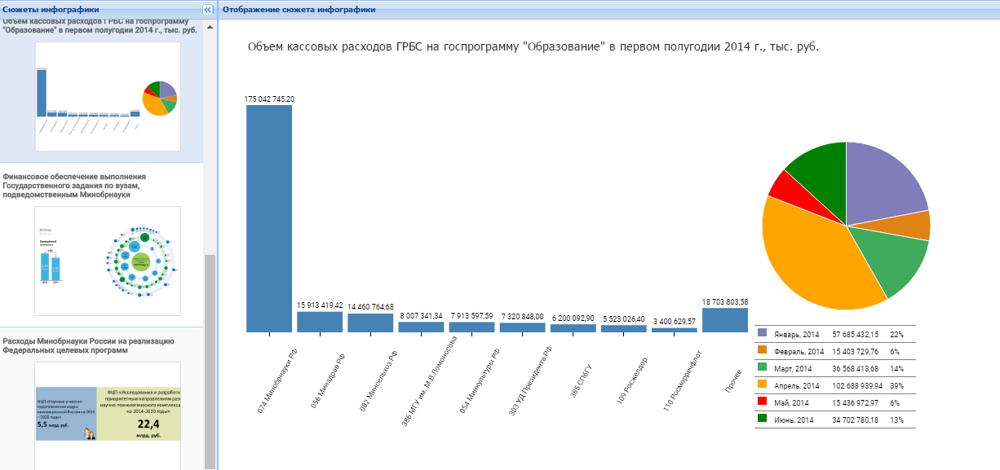 Сюжеты инфографики
Объем кассовых расходов ГРБС на госпрограмму
"Образование" в первом полугодии 2014 г., тыс. руб.
Финансовое обеспечение выполнения
Государственного задания по вузам,
подведомственным Минобрнауки
2013 год
Расходы Минобрнауки России на реализацию
Федеральных целевых программ
ФЦП «Научные и научно-
педагогические кадры
инновационной России на 2014
– 2020 годы»
5,5 млрд. руб.
ФЦП «Исследования и разработк
приоритетным направлениям раз
научно-технологического комплекса
на 2014-2020 годы»
22,4
млрд. руб.
Отображение сюжета инфографики
Объем кассовых расходов ГРБС на госпрограмму "Образование" в первом полугодии 2014 г., тыс. руб.
175 042 745,20
15 913 419,42
14 460 764,68
8 007 341,34
7 913 597,59
7 320 848,00
6 200 092,90
5 523 026,40
3 400 629,57
18 703 803,58
074 Минобрнауки РФ
056 Минздрав РФ
082 Минсельхоз РФ
386 МГУ им. М.В.Ломоносова
054 Минкультуры РФ
303 УД Президента РФ
385 СПбГУ
109 Росжелдор
110 Росморречфлот
Прочее
Январь, 2014 57 685 432,15 22%
Февраль, 2014 15 403 729,76 6%
Март, 2014 36 568 413,68 14%
Апрель, 2014 102 688 939,94 39%
Май, 2014 15 436 972,97 6%
Июнь, 2014 34 702 780,18 13%